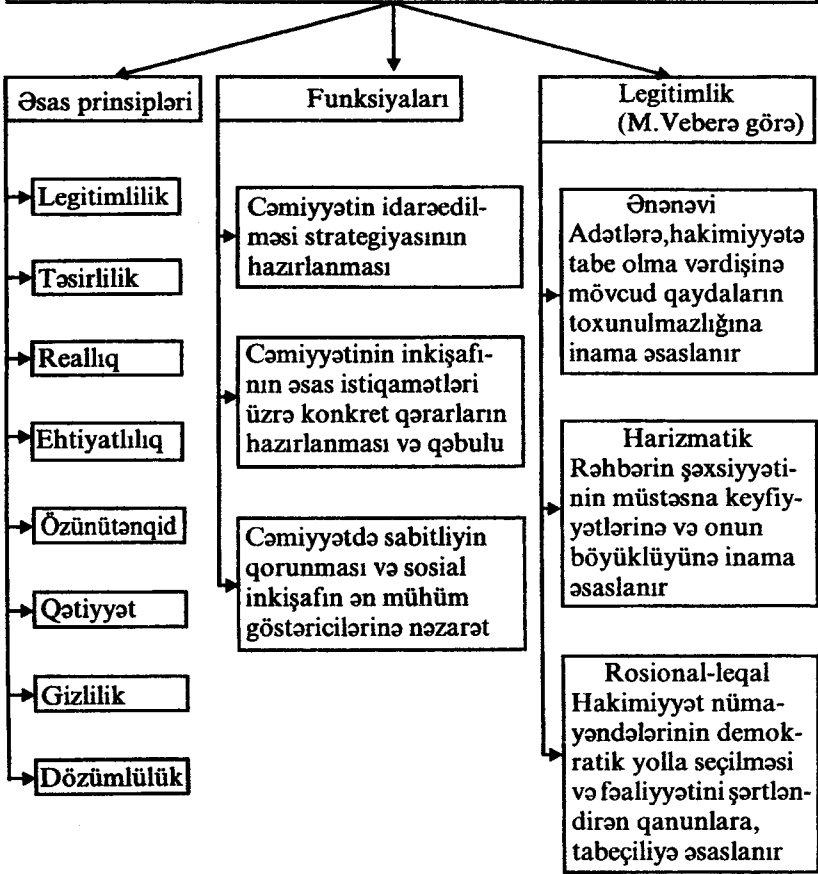 Əsas prinsipləri
Legitimlilik
Təsirlilik
Reallıq
Ehtiyatlılıq
Özünütənqid
Qətiyyət
Gizlilik
Dözümlülük
Funksiyaları
Cəmiyyətin idarəedil-
məsi strategiyasının
hazırlanması
Cəmiyyətinin inkişafı-
nın əsas istiqamətləri
üzrə konkret qərarların
hazırlanması və qəbulu
Cəmiyyətdə sabitliyin
qorunması və sosial
inkişafın ən mühüm
göstəricilərinə nəzarət
Legitimlik
(M.Veberə görə)
Ənənəvi
Adətlərə,hakimiyyətə
tabe olma vərdişinə
mövcud qaydaların
toxunulmazlığına
inama əsaslanır
Harizmatik
Rəhbərin şəxsiyyəti-
nin müstəsna keyfiy-
yətlərinə və onun
böyüklüyünə inama
əsaslanır
Rosional-leqal
Hakimiyyət nüma-
yəndələrinin demok-
ratik yolla seçilməsi
və fəaliyyətini şərtlən-
dirən qanunlara,
tabeçiliyə əsaslanır